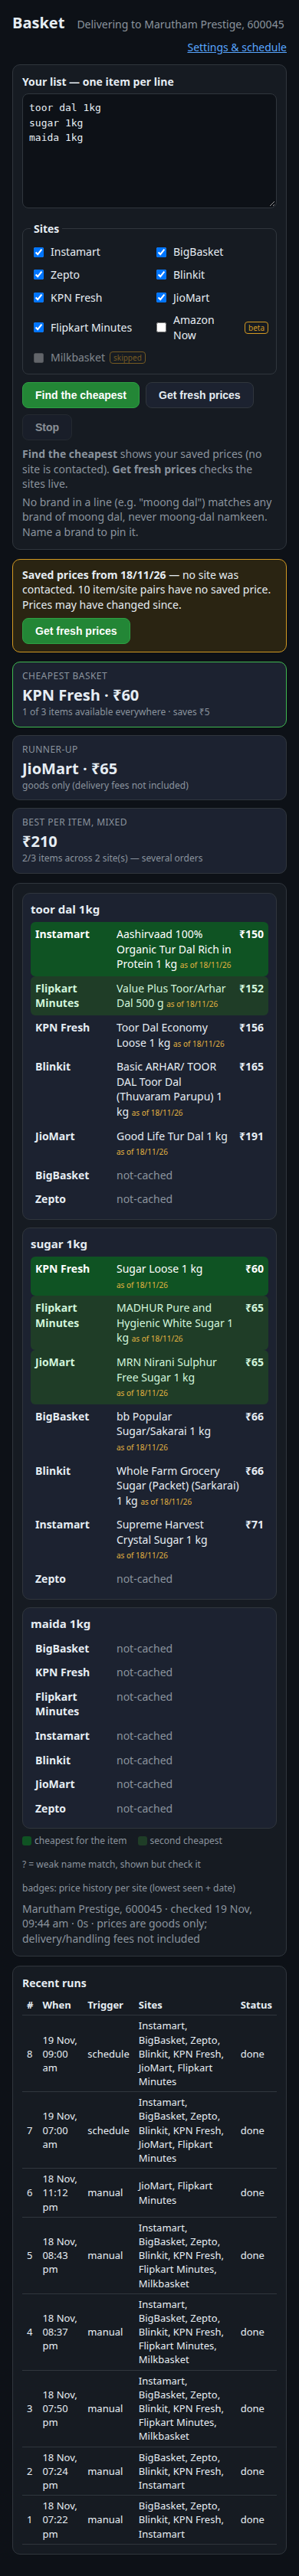 Basket Delivering to Marutham Prestige, 600045
Settings & schedule
Your list — one item per line
toor dal 1kg
sugar 1kg
maida 1kg
Sites
Instamart BigBasket
Zepto Blinkit
KPN Fresh JioMart
Flipkart Minutes Amazon
Now beta
Milkbasket skipped
Find the cheapest Get fresh prices
Stop
Find the cheapest shows your saved prices (no
site is contacted). Get fresh prices checks the
sites live.
No brand in a line (e.g. "moong dal") matches any
brand of moong dal, never moong-dal namkeen.
Name a brand to pin it.
Saved prices from 18/11/26 — no site was
contacted. 10 item/site pairs have no saved price.
Prices may have changed since.
Get fresh prices
CHEAPEST BASKET
KPN Fresh · ₹60
1 of 3 items available everywhere · saves ₹5
RUNNER-UP
JioMart · ₹65
goods only (delivery fees not included)
BEST PER ITEM, MIXED
₹210
2/3 items across 2 site(s) — several orders
toor dal 1kg
Instamart Aashirvaad 100% ₹150
Organic Tur Dal Rich in
Protein 1 kg as of 18/11/26
Flipkart Value Plus Toor/Arhar ₹152
Minutes Dal 500 g as of 18/11/26
KPN Fresh Toor Dal Economy ₹156
Loose 1 kg as of 18/11/26
Blinkit Basic ARHAR/ TOOR ₹165
DAL Toor Dal
(Thuvaram Parupu) 1
kg as of 18/11/26
JioMart Good Life Tur Dal 1 kg ₹191
as of 18/11/26
BigBasket not-cached
Zepto not-cached
sugar 1kg
KPN Fresh Sugar Loose 1 kg ₹60
as of 18/11/26
Flipkart MADHUR Pure and ₹65
Minutes Hygienic White Sugar 1
kg as of 18/11/26
JioMart MRN Nirani Sulphur ₹65
Free Sugar 1 kg
as of 18/11/26
BigBasket bb Popular ₹66
Sugar/Sakarai 1 kg
as of 18/11/26
Blinkit Whole Farm Grocery ₹66
Sugar (Packet) (Sarkarai)
1 kg as of 18/11/26
Instamart Supreme Harvest ₹71
Crystal Sugar 1 kg
as of 18/11/26
Zepto not-cached
maida 1kg
BigBasket not-cached
KPN Fresh not-cached
Flipkart not-cached
Minutes
Instamart not-cached
Blinkit not-cached
JioMart not-cached
Zepto not-cached
cheapest for the item second cheapest
? = weak name match, shown but check it
badges: price history per site (lowest seen + date)
Marutham Prestige, 600045 · checked 19 Nov,
09:44 am · 0s · prices are goods only;
delivery/handling fees not included
Recent runs
# When Trigger Sites Status
Instamart,
19 Nov, BigBasket, Zepto,
8 09:00 schedule Blinkit, KPN Fresh, done
am JioMart, Flipkart
Minutes
Instamart,
19 Nov, BigBasket, Zepto,
7 07:00 schedule Blinkit, KPN Fresh, done
am JioMart, Flipkart
Minutes
18 Nov,
6 11:12 manual JioMart, Flipkart done
pm Minutes
Instamart,
18 Nov, BigBasket, Zepto,
5 08:43 manual Blinkit, KPN Fresh, done
pm Flipkart Minutes,
Milkbasket
Instamart,
18 Nov, BigBasket, Zepto,
4 08:37 manual Blinkit, KPN Fresh, done
pm Flipkart Minutes,
Milkbasket
Instamart,
18 Nov, BigBasket, Zepto,
3 07:50 manual Blinkit, KPN Fresh, done
pm Flipkart Minutes,
Milkbasket
18 Nov, BigBasket, Zepto,
2 07:24 manual Blinkit, KPN Fresh, done
pm Instamart
18 Nov, BigBasket, Zepto,
1 07:22 manual Blinkit, KPN Fresh, done
pm Instamart